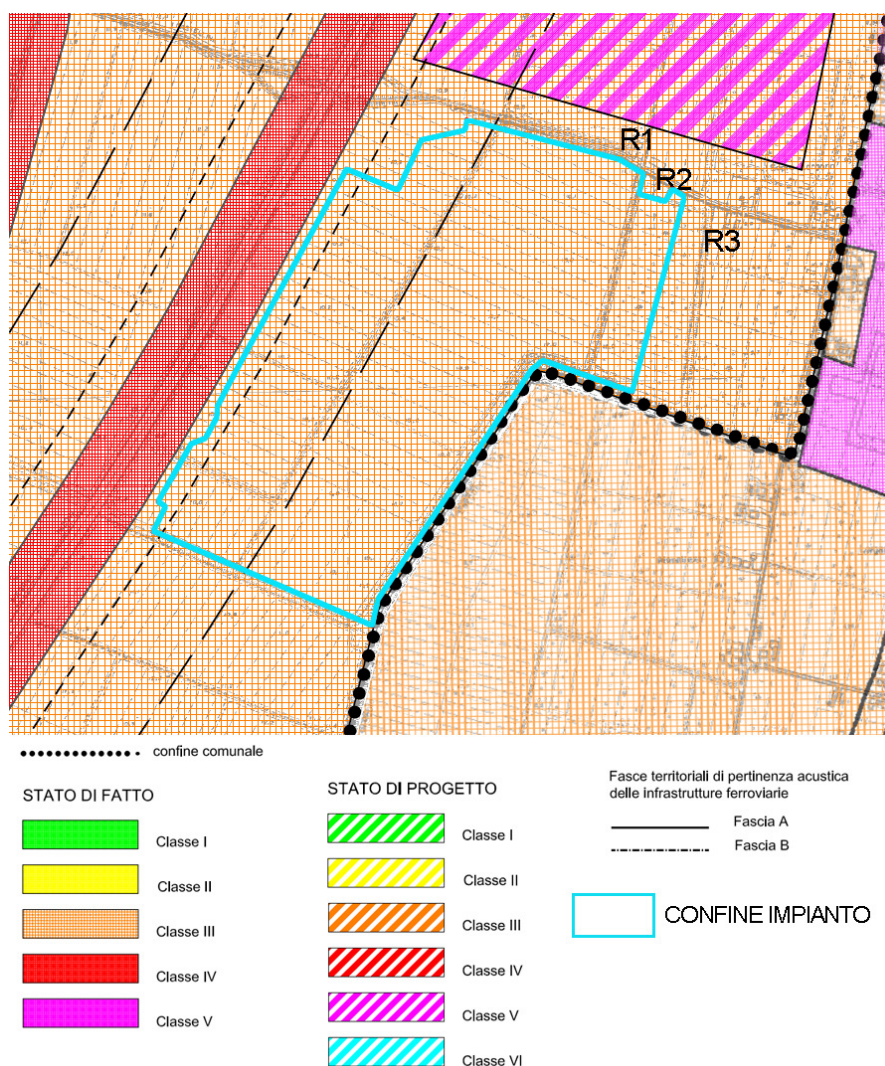 R1
R2
R3
confine comunale
STATO DI FATTO
Classe I
Classe II
Classe III
Classe IV
Classe V
STATO DI PROGETTO
Classe I
Classe II
Classe III
Classe IV
Classe V
Classe VI
Fasce territoriali di pertinenza acustica
delle infrastrutture ferroviarie
Fascia A
Fascia B
CONFINE IMPIANTO